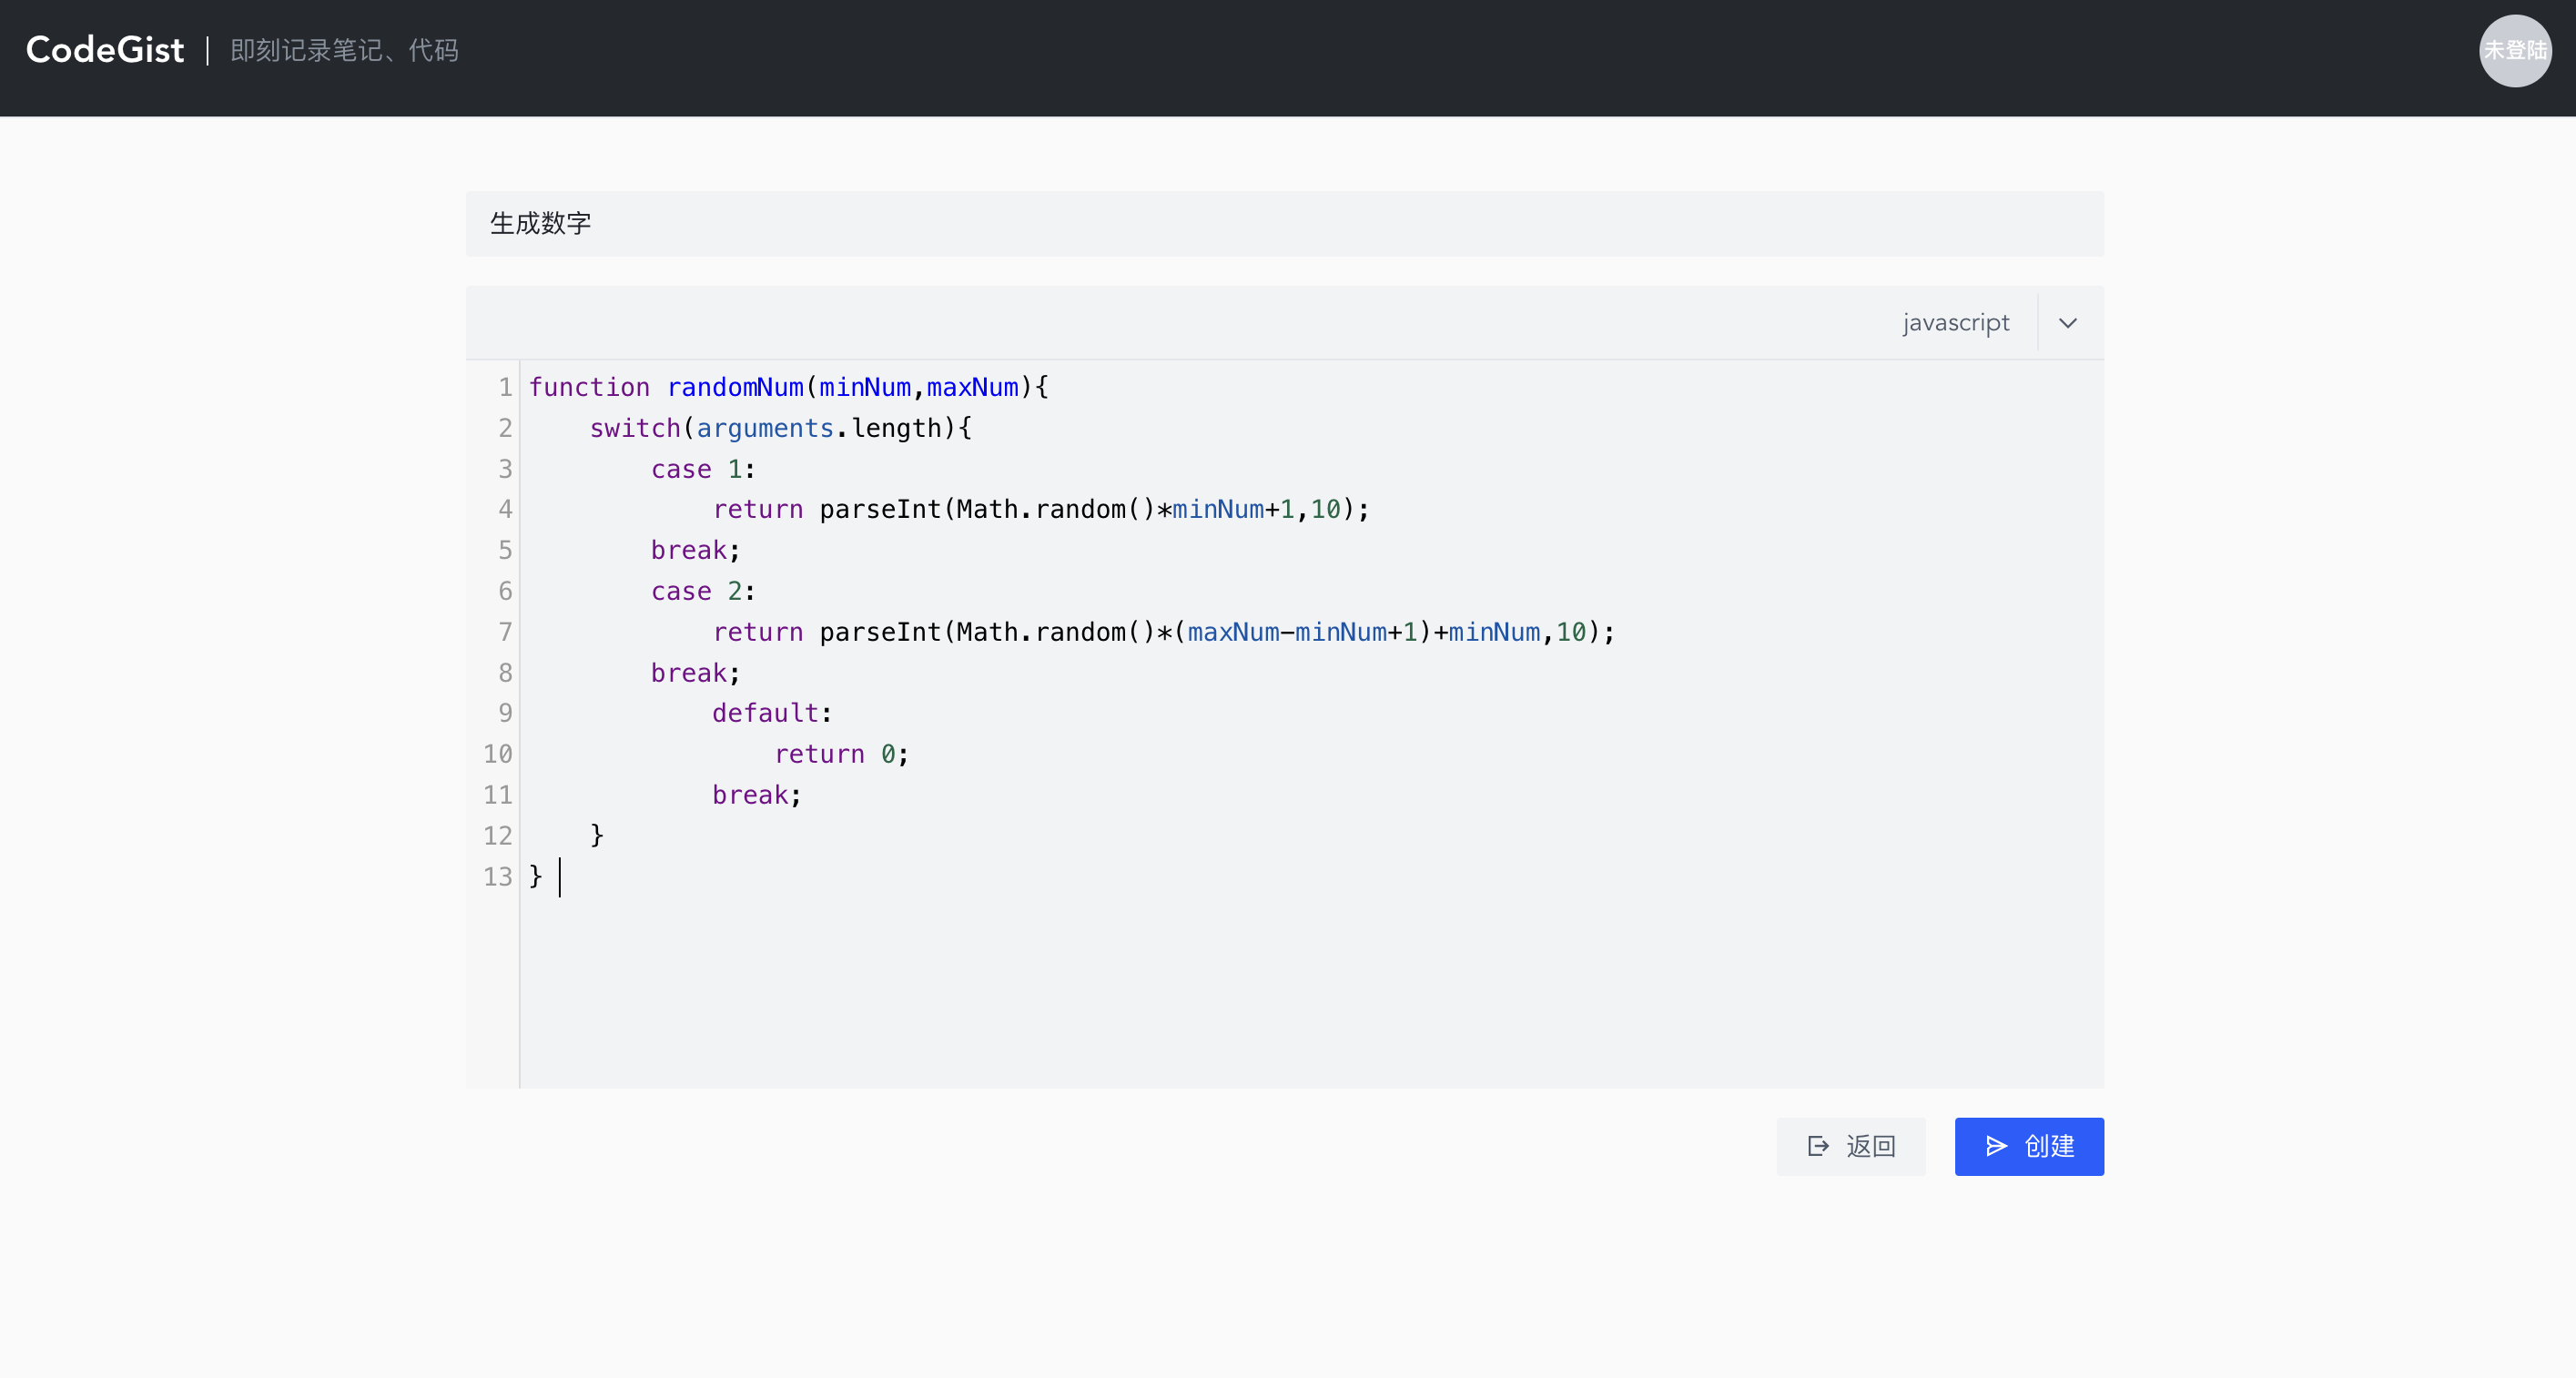 CodeGist | 即刻记录笔记、代码
未登陆
生成数字
javascript
1 function randomNum(minNum,maxNum){
2     switch(arguments.length){
3         case 1:
4             return parseInt(Math.random()*minNum+1,10);
5         break;
6         case 2:
7             return parseInt(Math.random()*(maxNum-minNum+1)+minNum,10);
8         break;
9             default:
10                 return 0;
11             break;
12     }
13 }
返回
创建